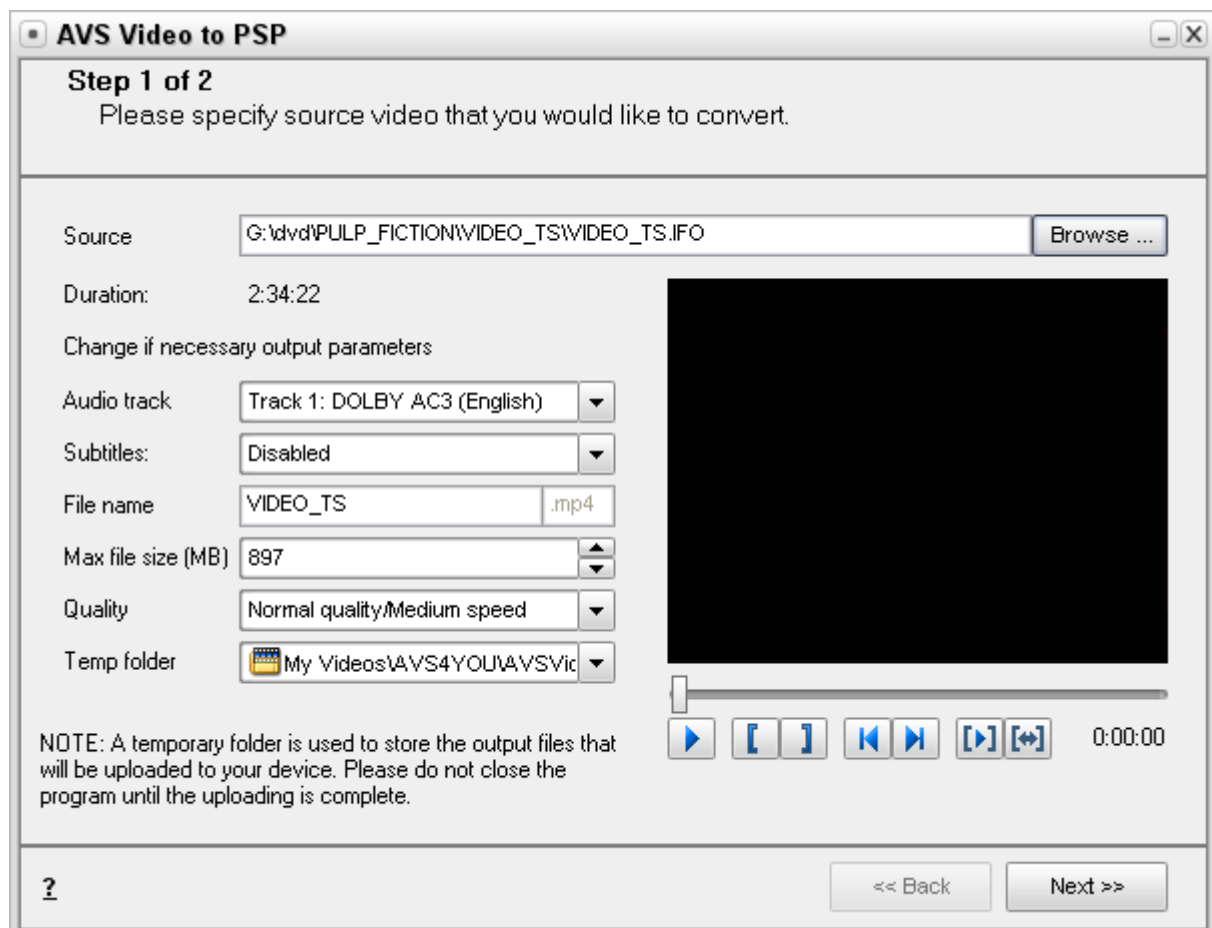 AVS Video to PSP
Step 1 of 2
Please specify source video that you would like to convert.
Source
G:\dvd\PULP_FICTION\VIDEO_TS\VIDEO_TS.IFO
Browse ...
Duration:
2:34:22
Change if necessary output parameters
Audio track
Track 1: DOLBY AC3 (English)
Subtitles:
Disabled
File name
VIDEO_TS
.mp4
Max file size (MB)
897
Quality
Normal quality/Medium speed
Temp folder
My Videos\AVS4YOU\AVSVic
0:00:00
NOTE: A temporary folder is used to store the output files that
will be uploaded to your device. Please do not close the
program until the uploading is complete.
?
<< Back
Next >>